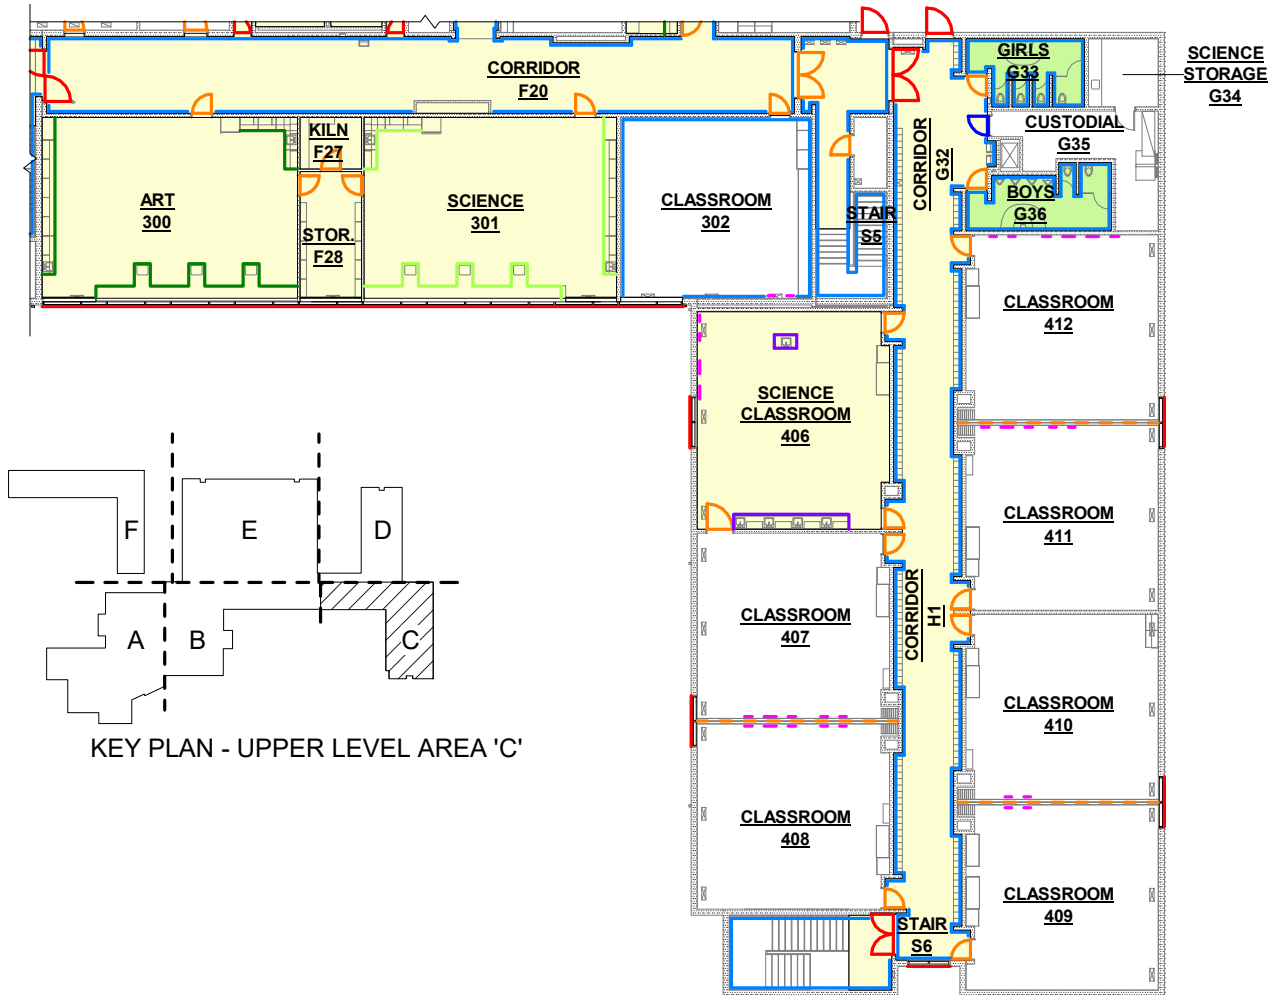 CORRIDOR
F20
GIRLS
G33
SCIENCE
STORAGE
G34
KILN
F27
CUSTODIAL
G35
CORRIDOR
G32
ART
300
SCIENCE
301
CLASSROOM
302
STAIR
S5
BOYS
G36
STOR.
F28
CLASSROOM
412
SCIENCE
CLASSROOM
406
CLASSROOM
411
F
E
D
A
B
C
CORRIDOR
H1
CLASSROOM
407
CLASSROOM
410
KEY PLAN - UPPER LEVEL AREA 'C'
CLASSROOM
408
CLASSROOM
409
STAIR
S6